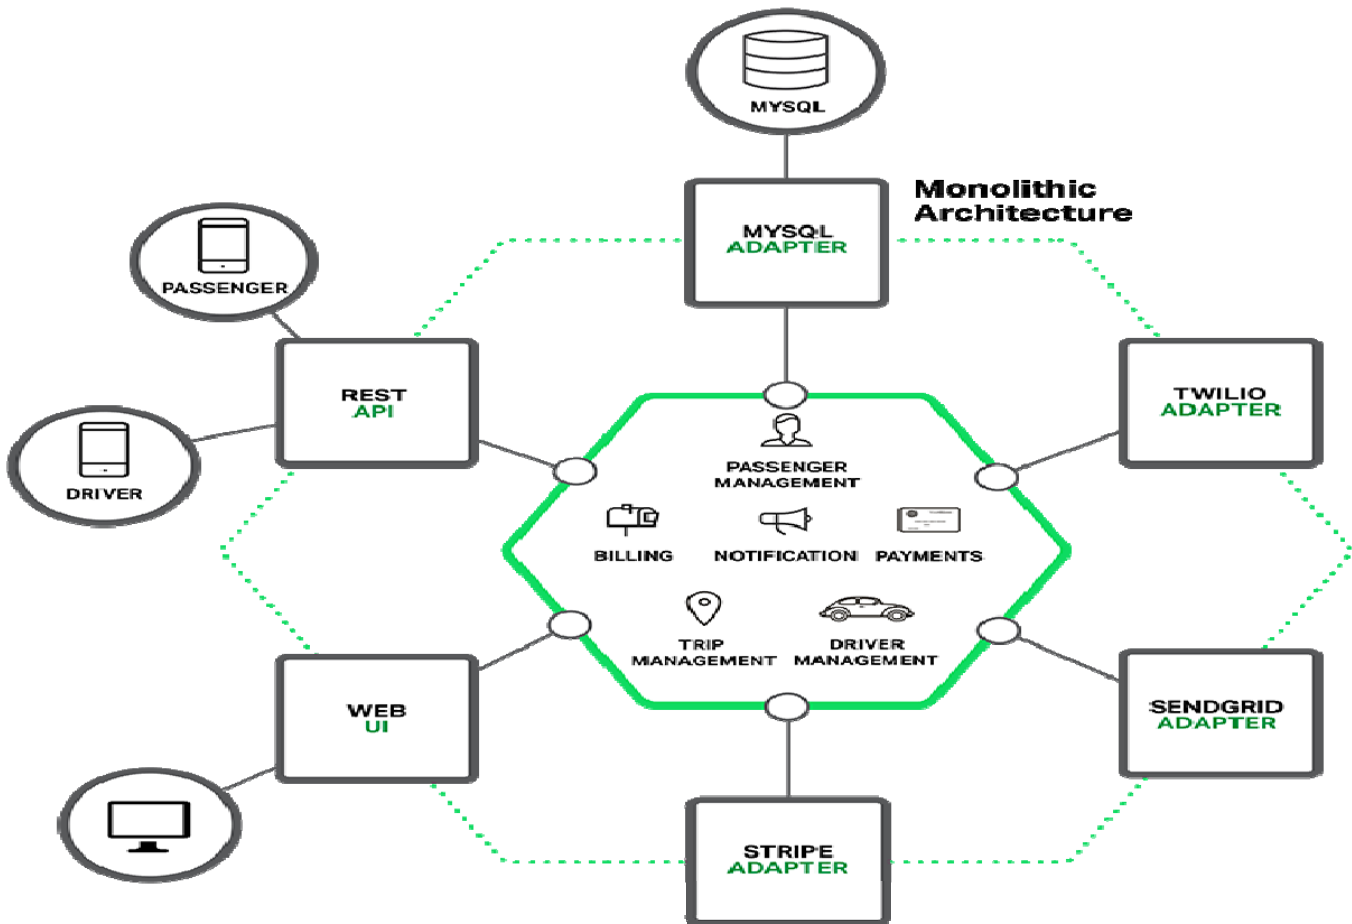 MYSQL
Monolithic
Architecture
MYSQL
ADAPTER
PASSENGER
REST
API
TWILIO
ADAPTER
DRIVER
PASSENGER
MANAGEMENT
BILLING
NOTIFICATION
PAYMENTS
TRIP
MANAGEMENT
DRIVER
MANAGEMENT
WEB
UI
SENDGRID
ADAPTER
STRIPE
ADAPTER